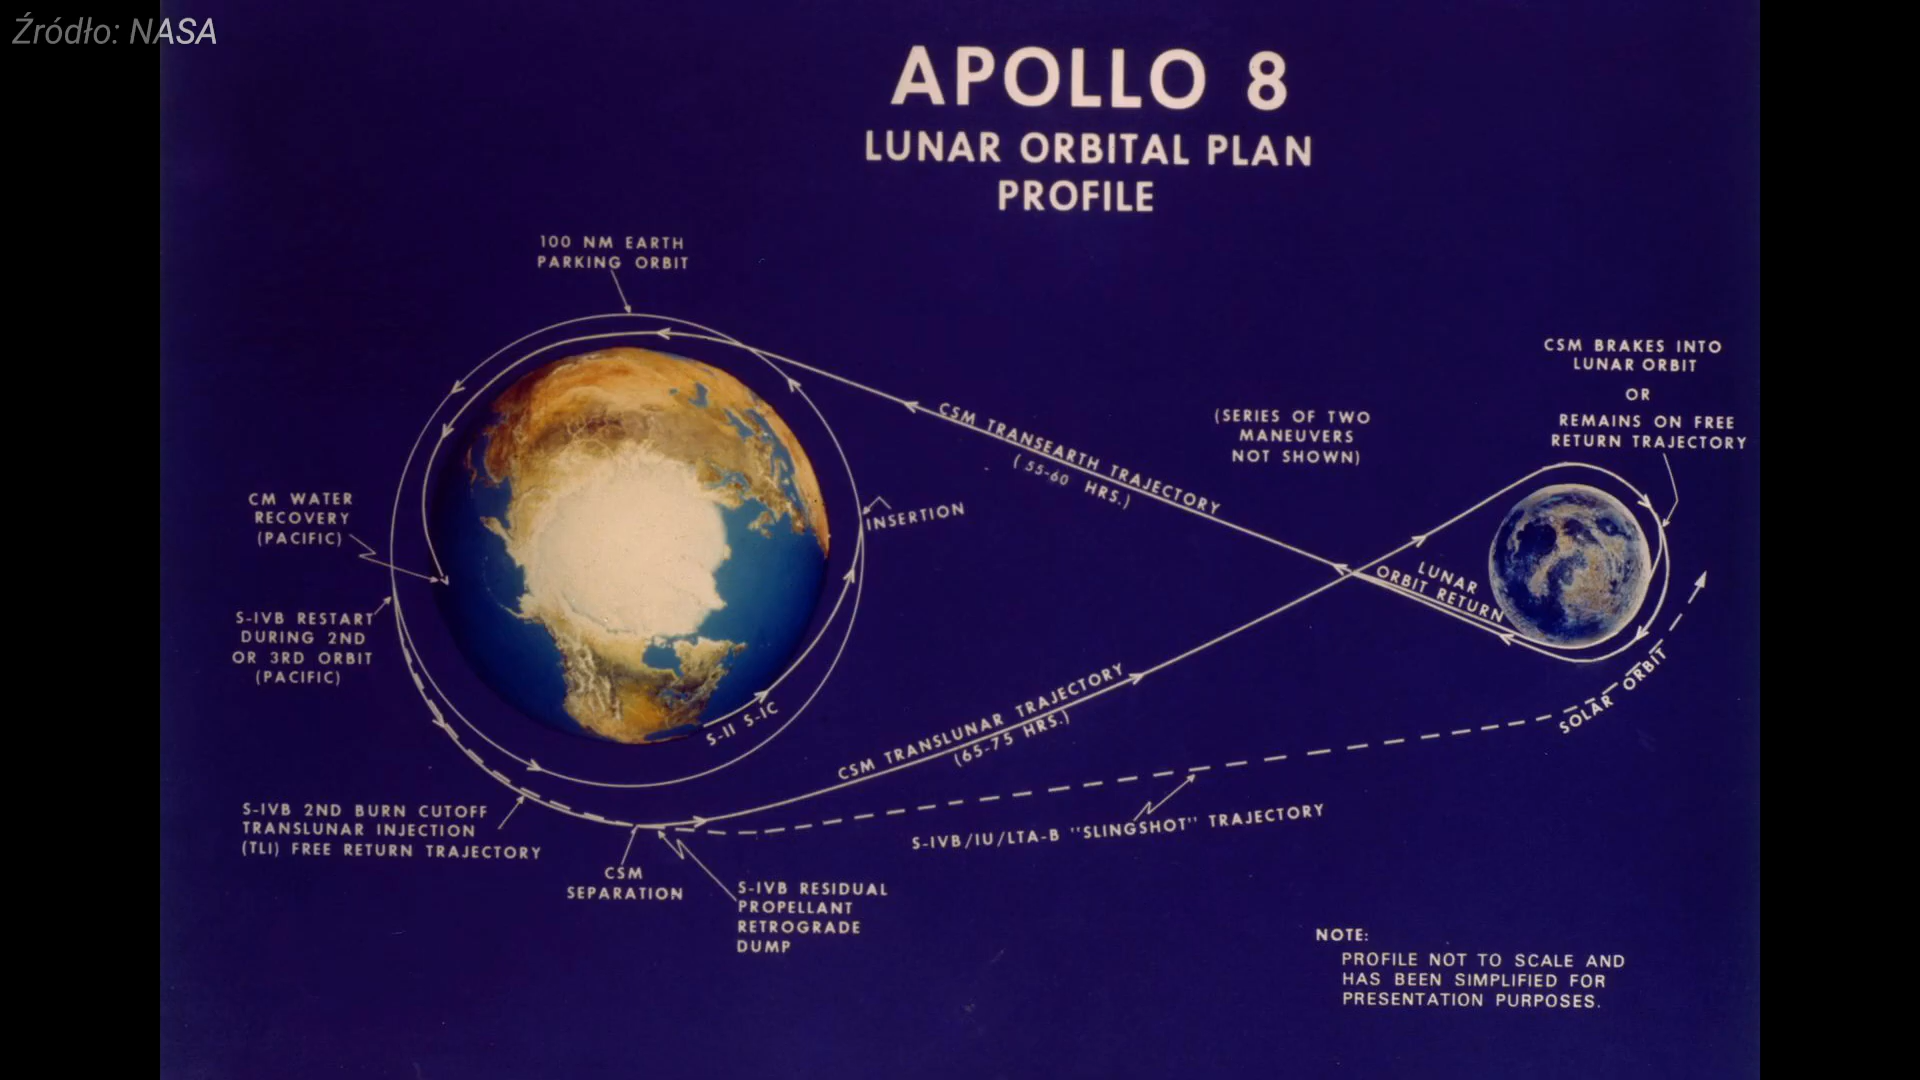 Źródło: NASA
APOLLO 8
LUNAR ORBITAL PLAN
PROFILE
100 NM EARTH
PARKING ORBIT
CSM BRAKES INTO
LUNAR ORBIT
OR
REMAINS ON FREE
RETURN TRAJECTORY
CSM TRANSEARTH TRAJECTORY
(55-60 HRS.)
(SERIES OF TWO
MANEUVERS
NOT SHOWN)
CM WATER
RECOVERY
(PACIFIC)
INSERTION
LUNAR
ORBIT RETURN
S-IVB RESTART
DURING 2ND
OR 3RD ORBIT
(PACIFIC)
S-II S-IC
CSM TRANSLUNAR TRAJECTORY
(65-75 HRS.)
SOLAR ORBIT
S-IVB 2ND BURN CUTOFF
TRANSLUNAR INJECTION
(TLI) FREE RETURN TRAJECTORY
S-IVB/IU/LTA-B "SLINGSHOT" TRAJECTORY
CSM
SEPARATION
S-IVB RESIDUAL
PROPELLANT
RETROGRADE
DUMP
NOTE:
PROFILE NOT TO SCALE AND
HAS BEEN SIMPLIFIED FOR
PRESENTATION PURPOSES.